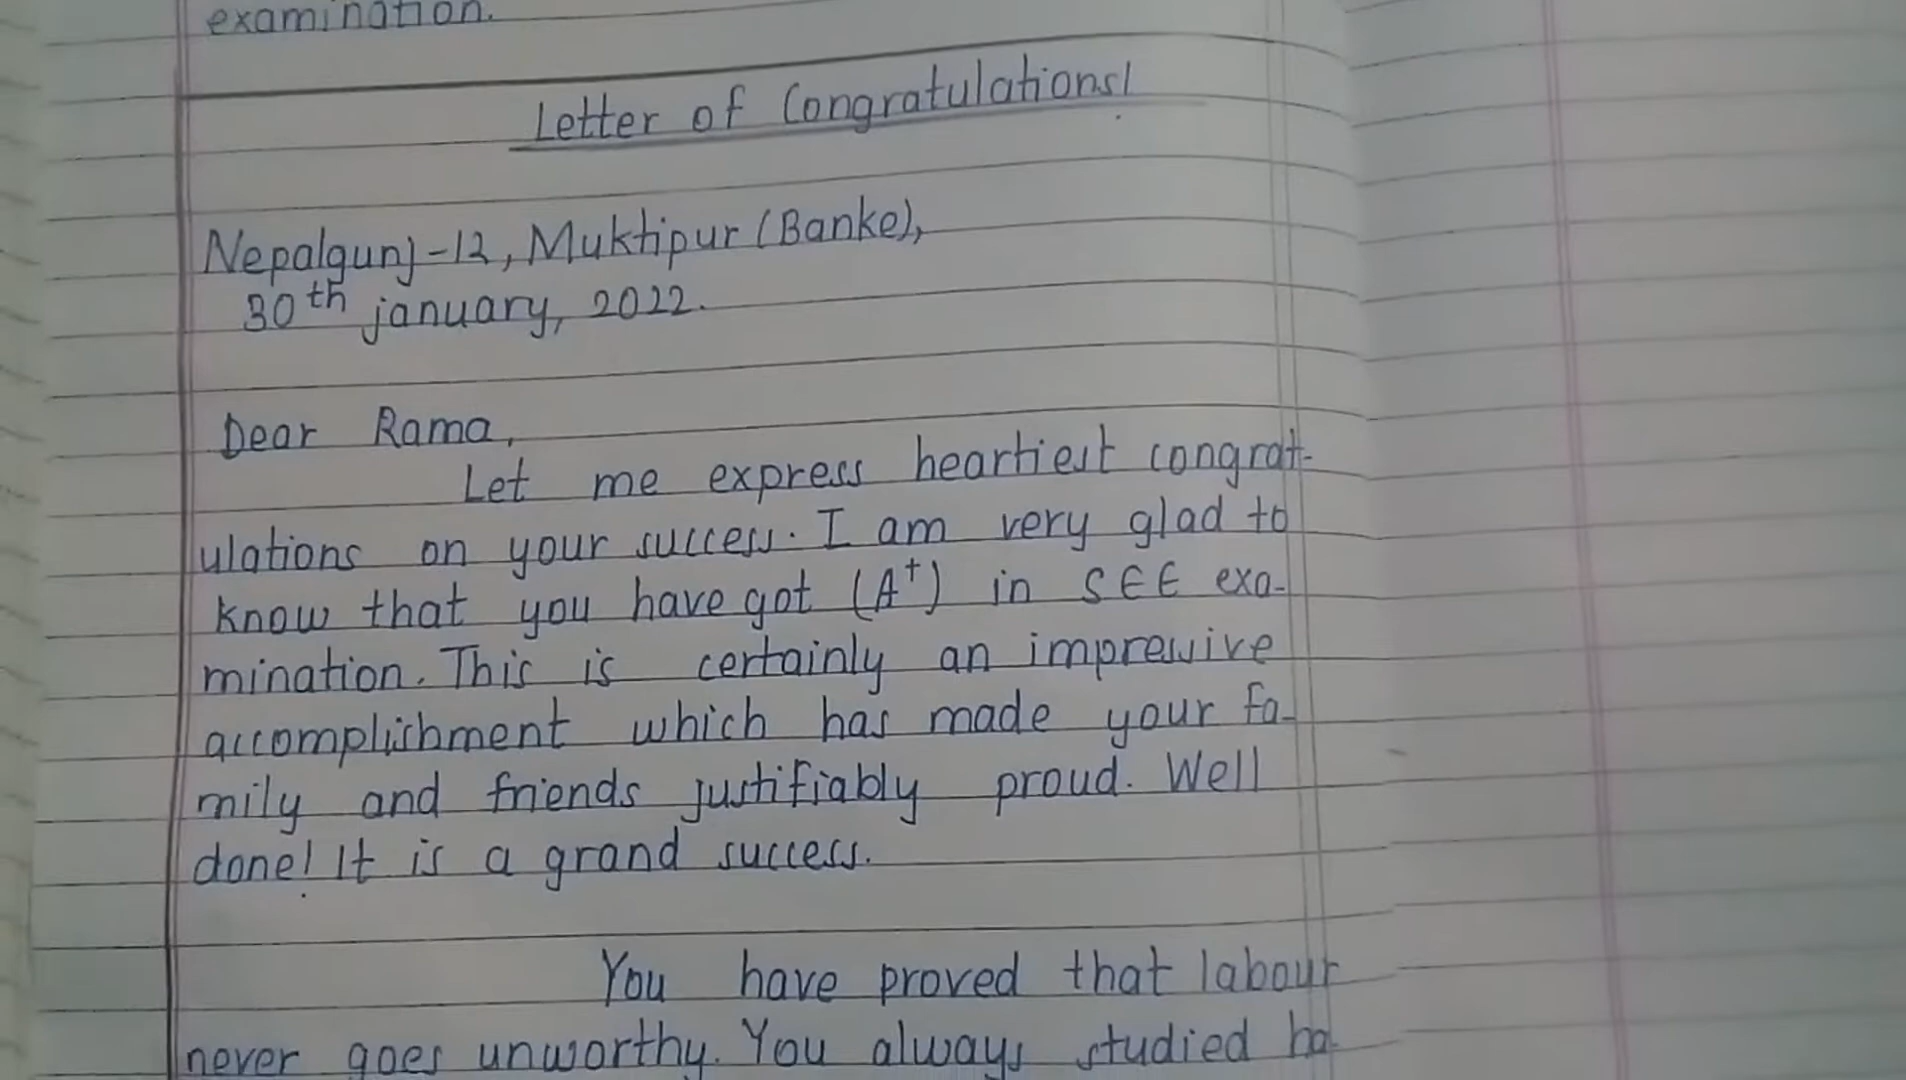 examination.
Letter of Congratulations!
Nepalgunj-12, Muktipur (Banke),
30th january, 2022.
Dear Rama,
Let me express heartiest congrat-
ulations on your success. I am very glad to
know that you have got (A+) in SEE exa-
mination. This is certainly an impressive
accomplishment which has made your fa-
mily and friends justifiably proud. Well
done! It is a grand success.
You have proved that labour
never goes unworthy. You always studied ha-